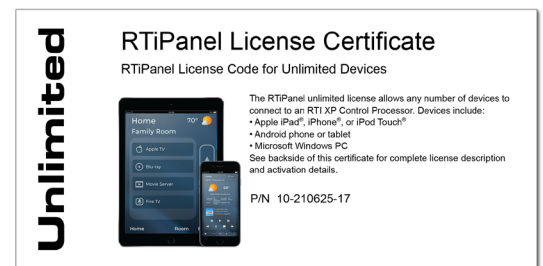 Unlimited
RTiPanel License Certificate
RTiPanel License Code for Unlimited Devices
The RTiPanel unlimited license allows any number of devices to
connect to an RTI XP Control Processor. Devices include:
• Apple iPad®, iPhone®, or iPod Touch®
• Android phone or tablet
• Microsoft Windows PC
See backside of this certificate for complete license description
and activation details.
P/N 10-210625-17
Home 70°
Family Room
Apple TV
Blu-ray
Movie Server
Fire TV
Home Room